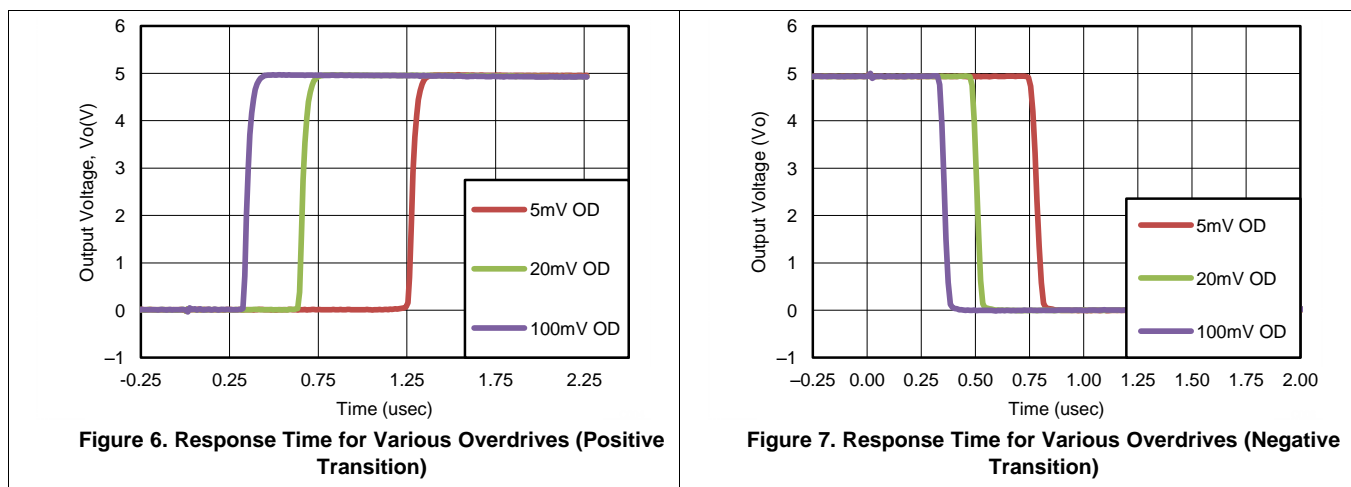 6
5
4
3
2
1
0
–1
Output Voltage, Vo(V)
5mV OD
20mV OD
100mV OD
-0.25 0.25 0.75 1.25 1.75 2.25
Time (usec)
Figure 6. Response Time for Various Overdrives (Positive
Transition)
6
5
4
3
2
1
0
–1
Output Voltage (Vo)
5mV OD
20mV OD
100mV OD
–0.25 0.00 0.25 0.50 0.75 1.00 1.25 1.50 1.75 2.00
Time (usec)
Figure 7. Response Time for Various Overdrives (Negative
Transition)